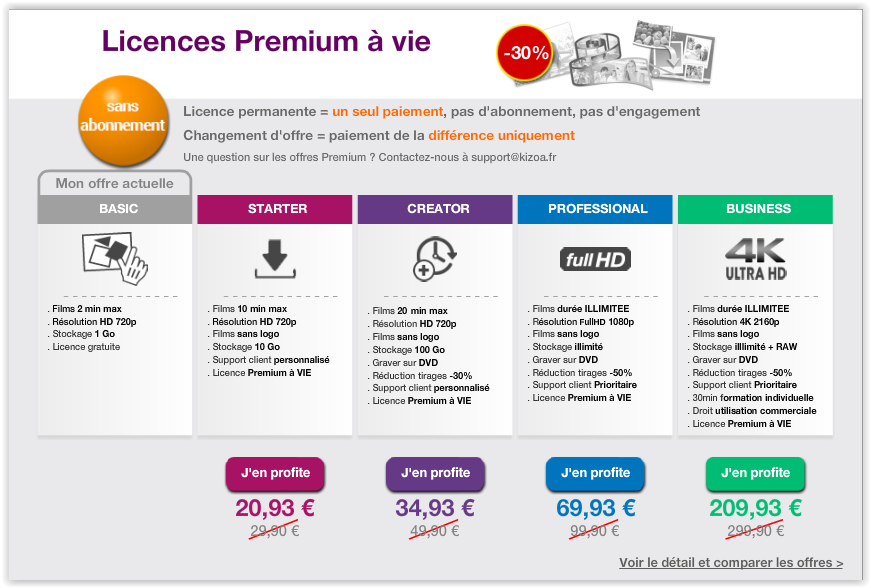 Licences Premium à vie
-30%
sans
abonnement
Licence permanente = un seul paiement, pas d'abonnement, pas d'engagement
Changement d'offre = paiement de la différence uniquement
Une question sur les offres Premium ? Contactez-nous à support@kizoa.fr
Mon offre actuelle
BASIC
. Films 2 min max
. Résolution HD 720p
. Stockage 1 Go
. Licence gratuite
STARTER
. Films 10 min max
. Résolution HD 720p
. Films sans logo
. Stockage 10 Go
. Support client personnalisé
. Licence Premium à VIE
J'en profite
20,93 €
29,90 €
CREATOR
. Films 20 min max
. Résolution HD 720p
. Films sans logo
. Stockage 100 Go
. Graver sur DVD
. Réduction tirages -30%
. Support client personnalisé
. Licence Premium à VIE
J'en profite
34,93 €
49,90 €
PROFESSIONAL
full HD
. Films durée ILLIMITEE
. Résolution FullHD 1080p
. Films sans logo
. Stockage illimité
. Graver sur DVD
. Réduction tirages -50%
. Support client Prioritaire
. Licence Premium à VIE
J'en profite
69,93 €
99,90 €
BUSINESS
4K
ULTRA HD
. Films durée ILLIMITEE
. Résolution 4K 2160p
. Films sans logo
. Stockage illlimité + RAW
. Graver sur DVD
. Réduction tirages -50%
. Support client Prioritaire
. 30min formation individuelle
. Droit utilisation commerciale
. Licence Premium à VIE
J'en profite
209,93 €
299,90 €
Voir le détail et comparer les offres >